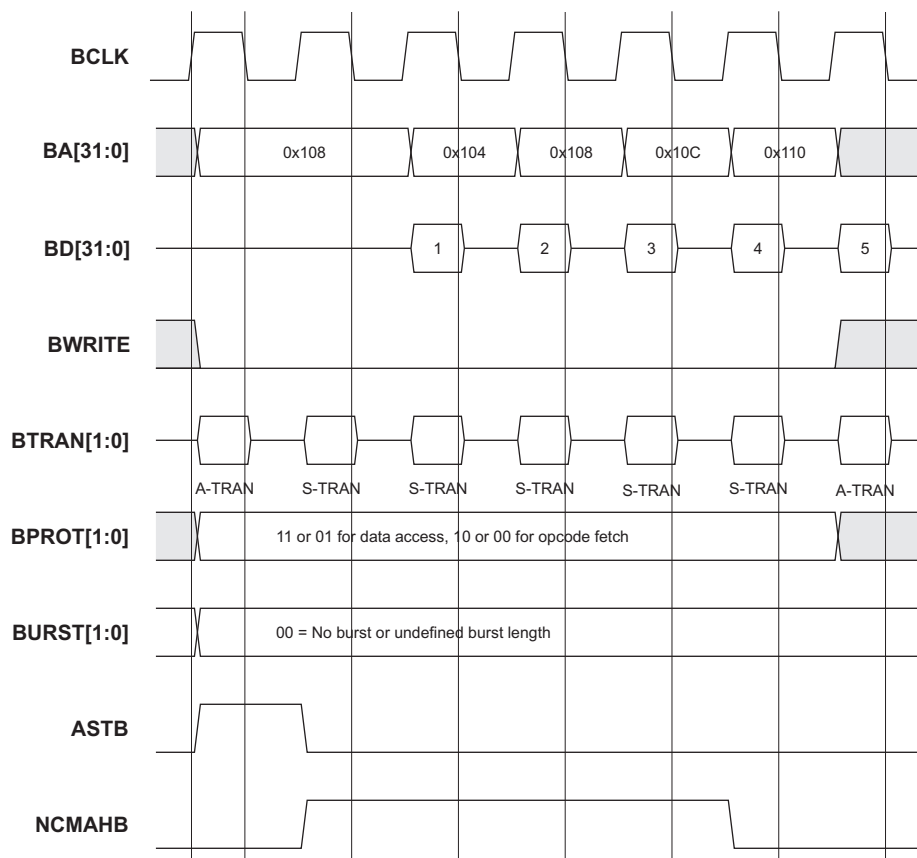 BCLK
BA[31:0] 0x108 0x104 0x108 0x10C 0x110
BD[31:0] 1 2 3 4 5
BWRITE
BTRAN[1:0]
A-TRAN S-TRAN S-TRAN S-TRAN S-TRAN S-TRAN A-TRAN
BPROT[1:0] 11 or 01 for data access, 10 or 00 for opcode fetch
BURST[1:0] 00 = No burst or undefined burst length
ASTB
NCMAHB